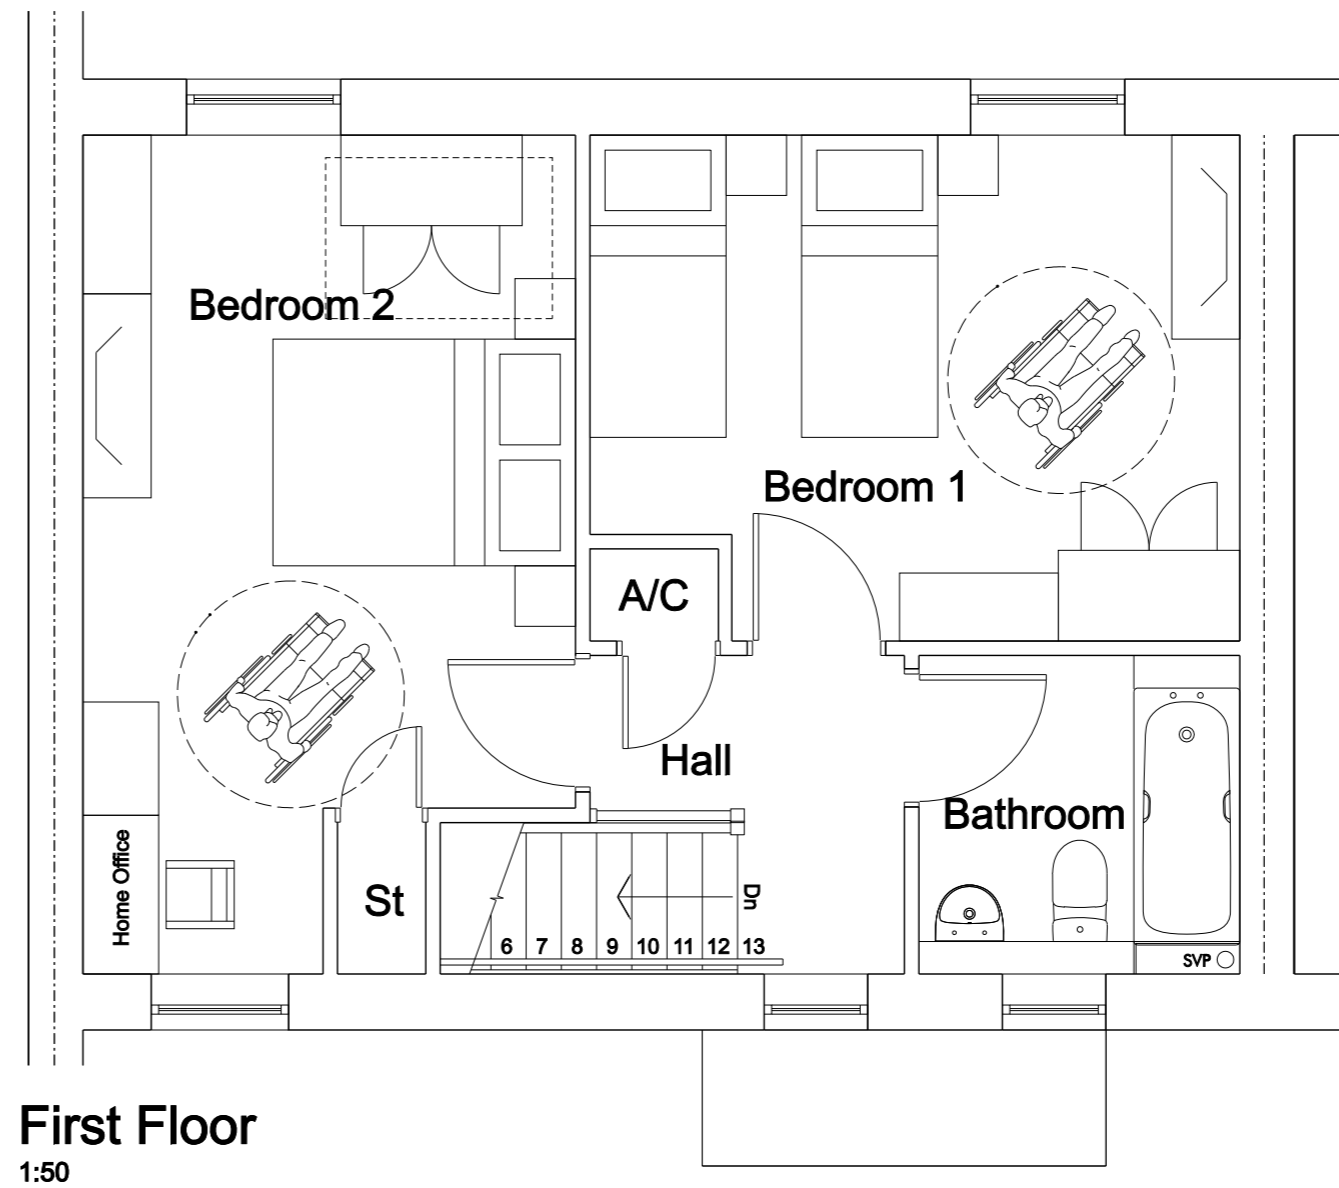 Bedroom 2
Bedroom 1
A/C
Hall
Bathroom
Home Office
St
Dn
6 7 8 9 10 11 12 13
SVP
First Floor
1:50